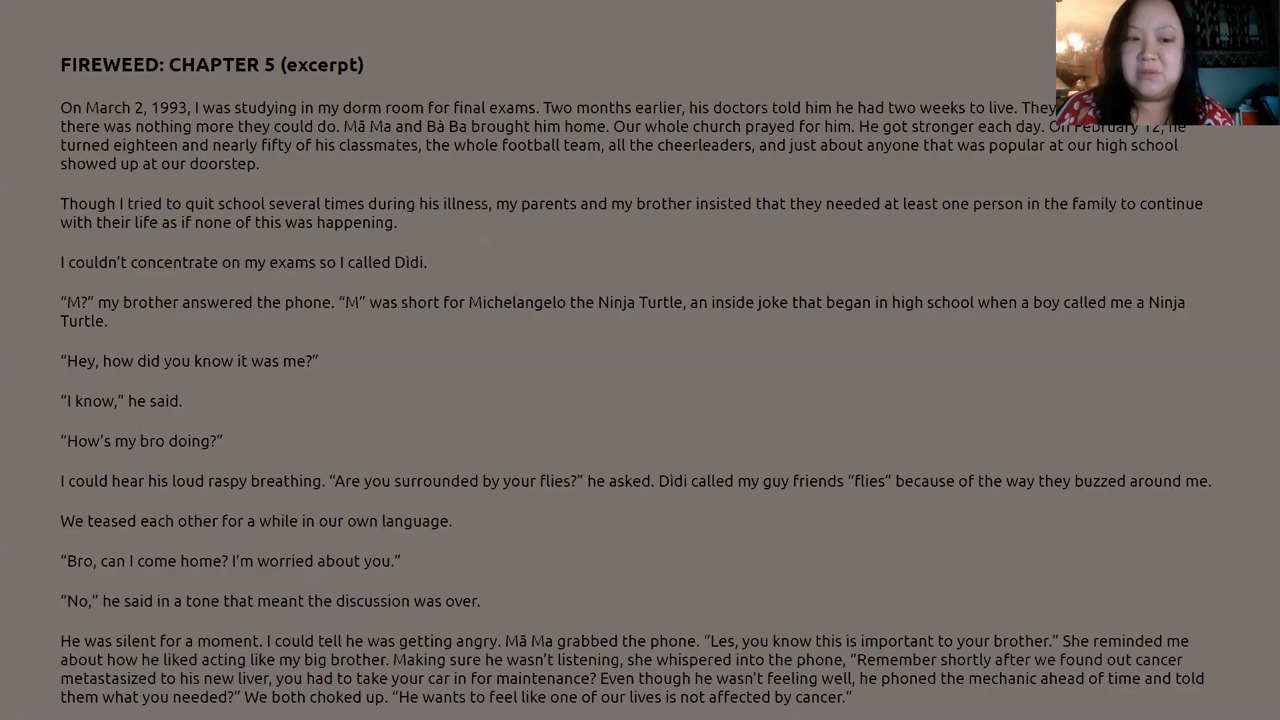 FIREWEED: CHAPTER 5 (excerpt)
On March 2, 1993, I was studying in my dorm room for final exams. Two months earlier, his doctors told him he had two weeks to live. They
there was nothing more they could do. Mā Ma and Bà Ba brought him home. Our whole church prayed for him. He got stronger each day. On February 12, he
turned eighteen and nearly fifty of his classmates, the whole football team, all the cheerleaders, and just about anyone that was popular at our high school
showed up at our doorstep.
Though I tried to quit school several times during his illness, my parents and my brother insisted that they needed at least one person in the family to continue
with their life as if none of this was happening.
I couldn’t concentrate on my exams so I called Dìdi.
“M?” my brother answered the phone. “M” was short for Michelangelo the Ninja Turtle, an inside joke that began in high school when a boy called me a Ninja
Turtle.
“Hey, how did you know it was me?”
“I know,” he said.
“How’s my bro doing?”
I could hear his loud raspy breathing. “Are you surrounded by your flies?” he asked. Dìdi called my guy friends “flies” because of the way they buzzed around me.
We teased each other for a while in our own language.
“Bro, can I come home? I’m worried about you.”
“No,” he said in a tone that meant the discussion was over.
He was silent for a moment. I could tell he was getting angry. Mā Ma grabbed the phone. “Les, you know this is important to your brother.” She reminded me
about how he liked acting like my big brother. Making sure he wasn’t listening, she whispered into the phone, “Remember shortly after we found out cancer
metastasized to his new liver, you had to take your car in for maintenance? Even though he wasn’t feeling well, he phoned the mechanic ahead of time and told
them what you needed?” We both choked up. “He wants to feel like one of our lives is not affected by cancer.”